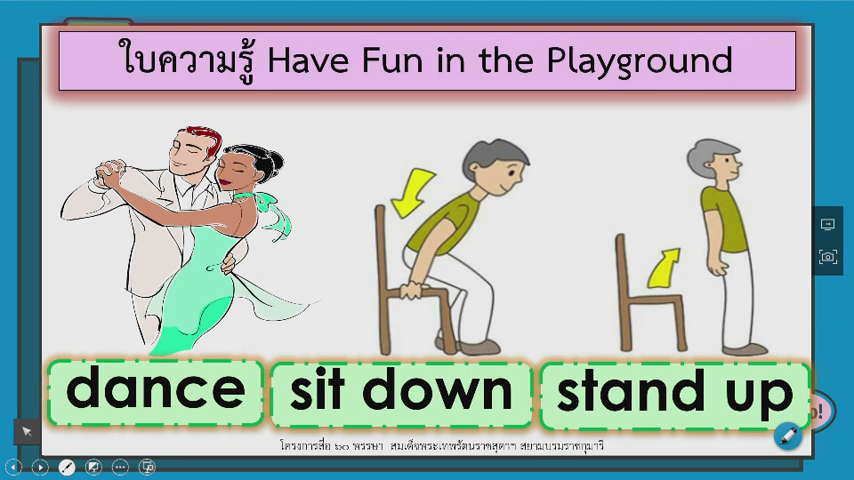 ใบความรู้ Have Fun in the Playground
dance
sit down
stand up
โครงการสื่อ ๖๐ พรรษา สมเด็จพระเทพรัตนราชสุดาฯ สยามบรมราชกุมารี